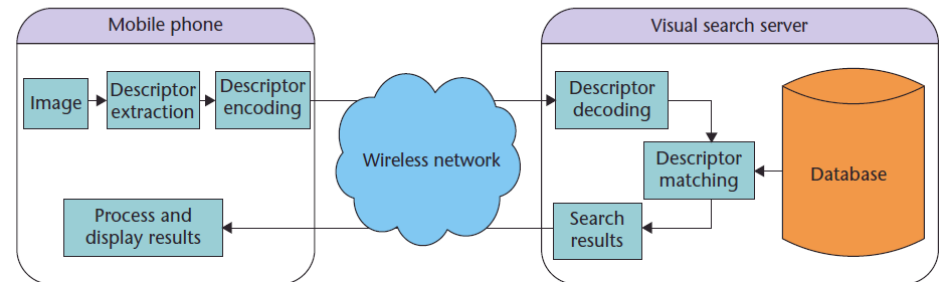 Mobile phone
Visual search server
Image
Descriptor
extraction
Descriptor
encoding
Wireless network
Descriptor
decoding
Descriptor
matching
Database
Search
results
Process and
display results